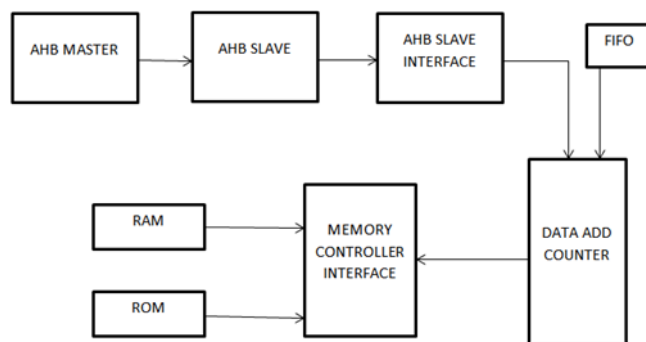 AHB MASTER
AHB SLAVE
AHB SLAVE
INTERFACE
FIFO
RAM
MEMORY
CONTROLLER
INTERFACE
DATA ADD
COUNTER
ROM